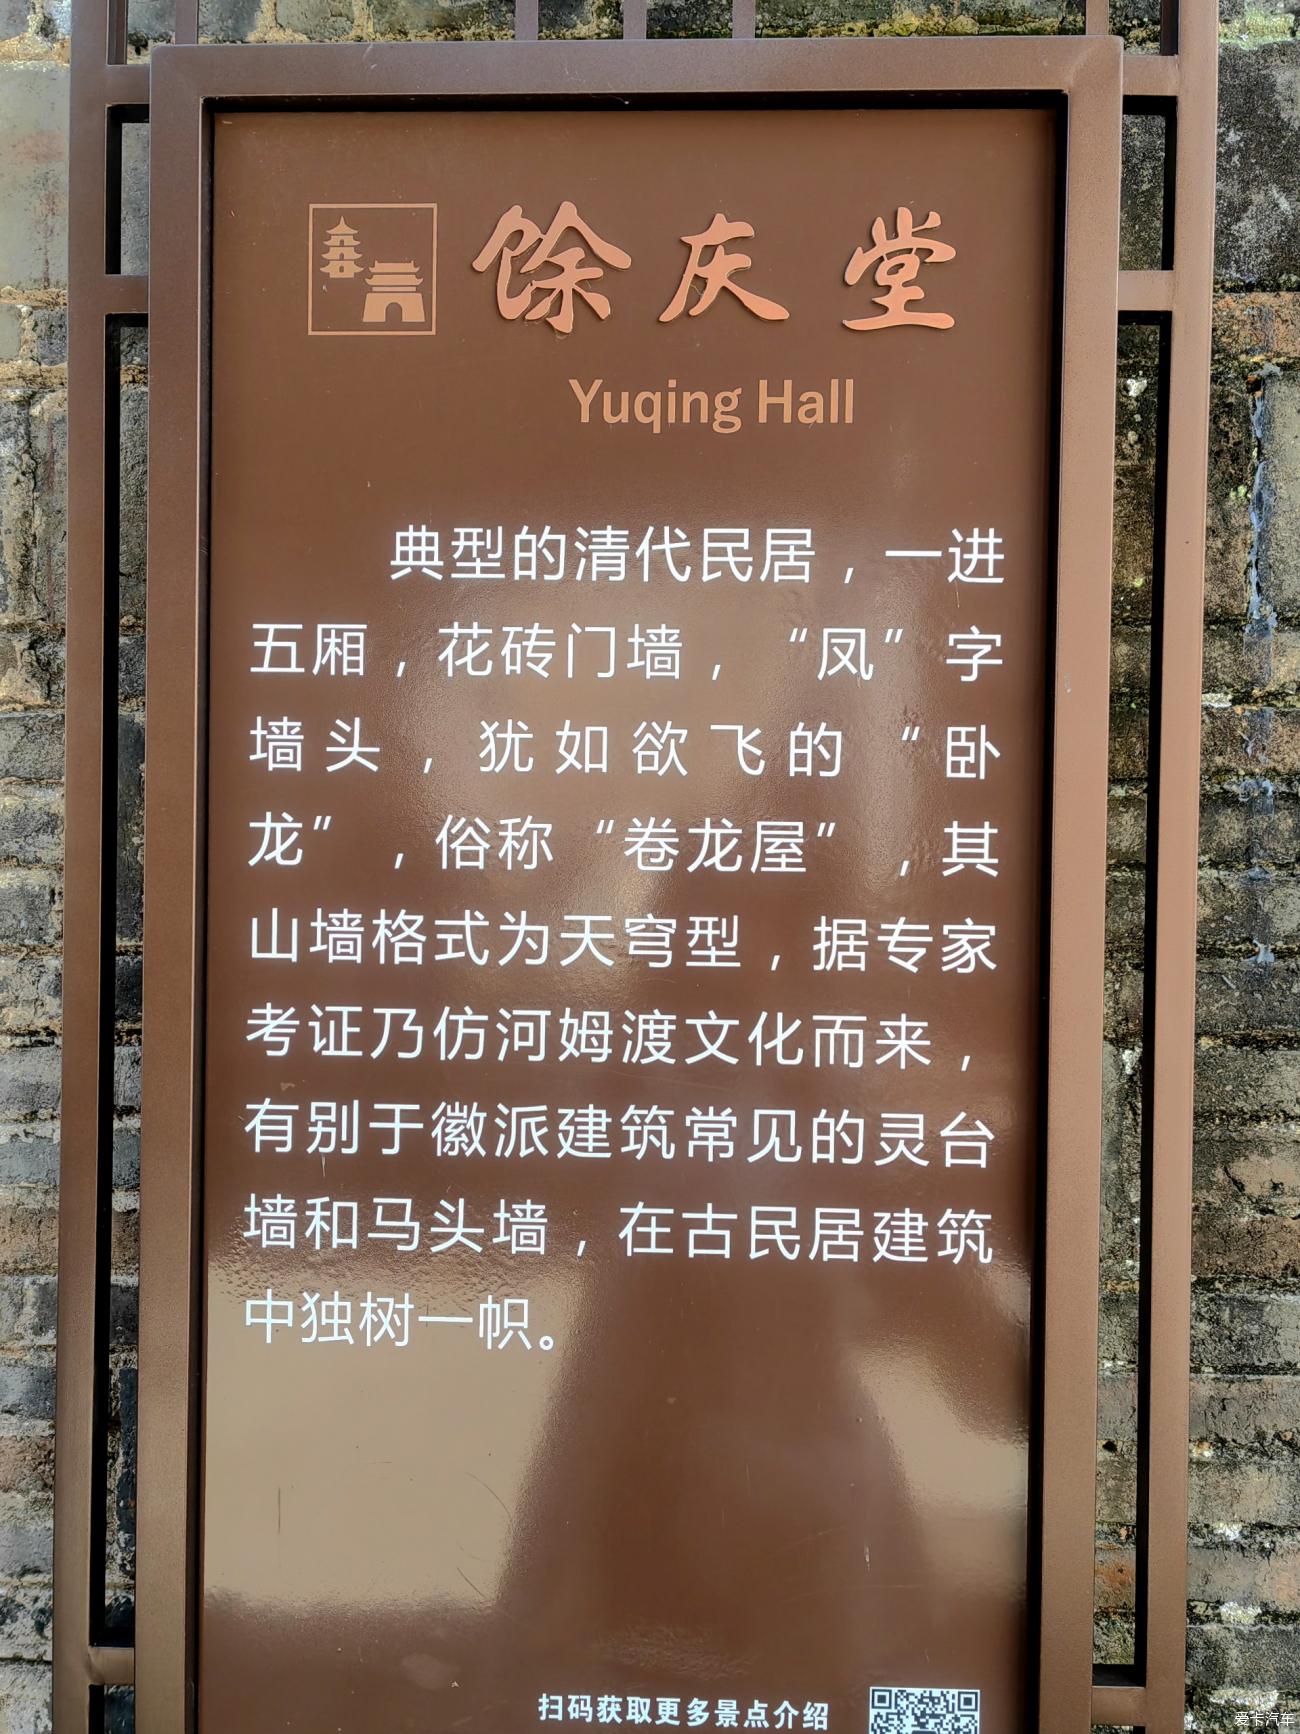 馀庆堂
Yuqing Hall
典型的清代民居，一进
五厢，花砖门墙，“凤”字
墙头，犹如欲飞的“卧
龙”，俗称“卷龙屋”，其
山墙格式为天穹型，据专家
考证乃仿河姆渡文化而来，
有别于徽派建筑常见的灵台
墙和马头墙，在古民居建筑
中独树一帜。
扫码获取更多景点介绍
爱卡汽车